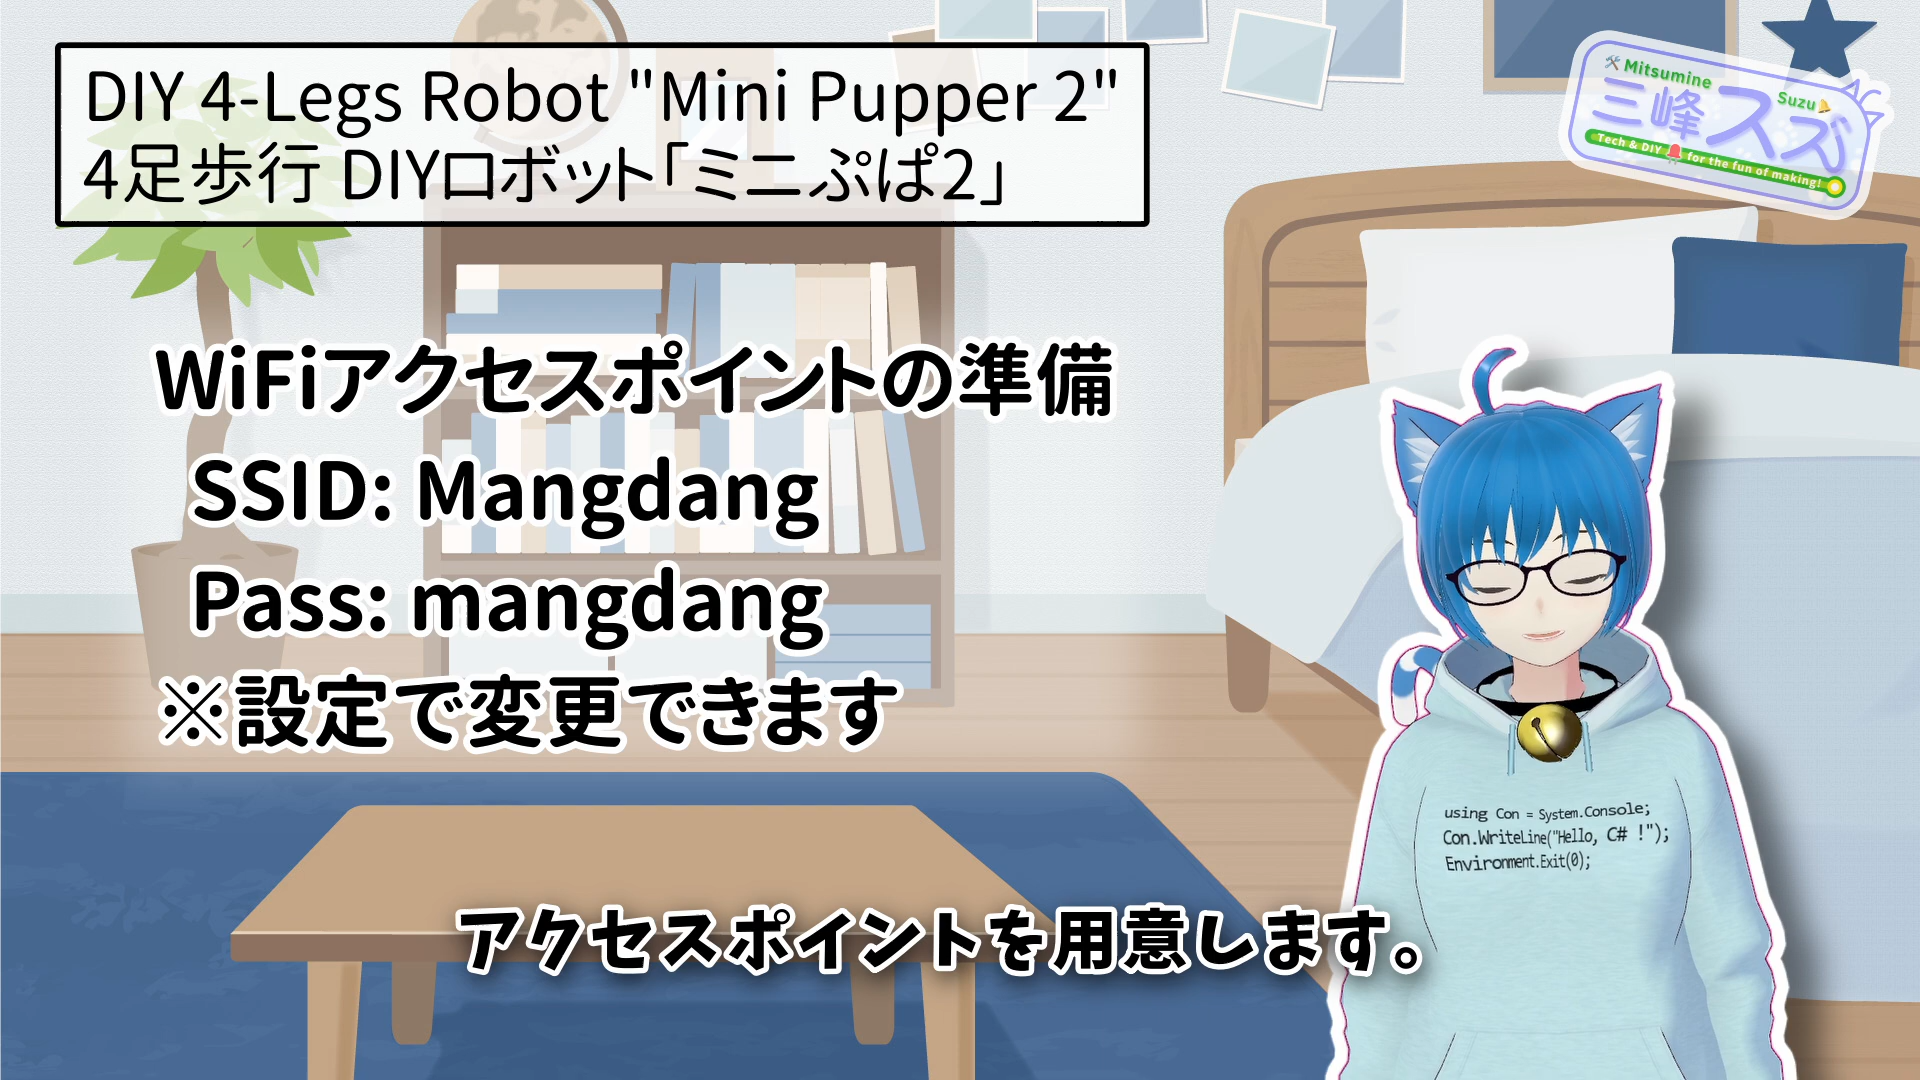 DIY 4-Legs Robot "Mini Pupper 2"
4足歩行 DIYロボット「ミニぷぱ2」
Mitsumine
三峰スズ
Suzu
Tech & DIY for the fun of making!
WiFiアクセスポイントの準備
SSID: Mangdang
Pass: mangdang
※設定で変更できます
using Con = System.Console;
Con.WriteLine("Hello, C# !");
Environment.Exit(0);
アクセスポイントを用意します。